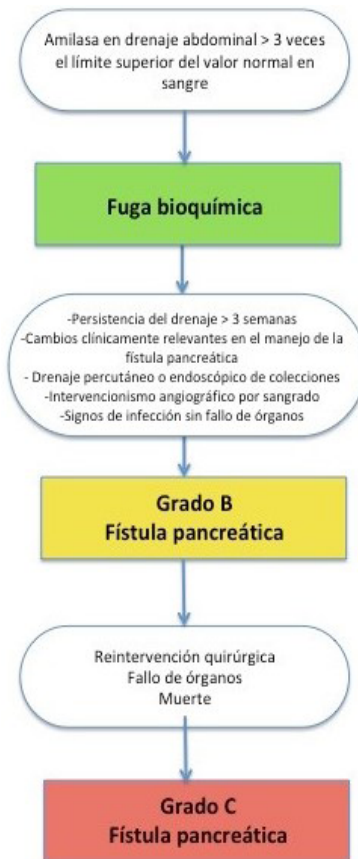 Amilasa en drenaje abdominal > 3 veces
el límite superior del valor normal en
sangre
Fuga bioquímica
-Persistencia del drenaje > 3 semanas
-Cambios clínicamente relevantes en el manejo de la
fístula pancreática
- Drenaje percutáneo o endoscópico de colecciones
-Intervencionismo angiográfico por sangrado
-Signos de infección sin fallo de órganos
Grado B
Fístula pancreática
Reintervención quirúrgica
Fallo de órganos
Muerte
Grado C
Fístula pancreática